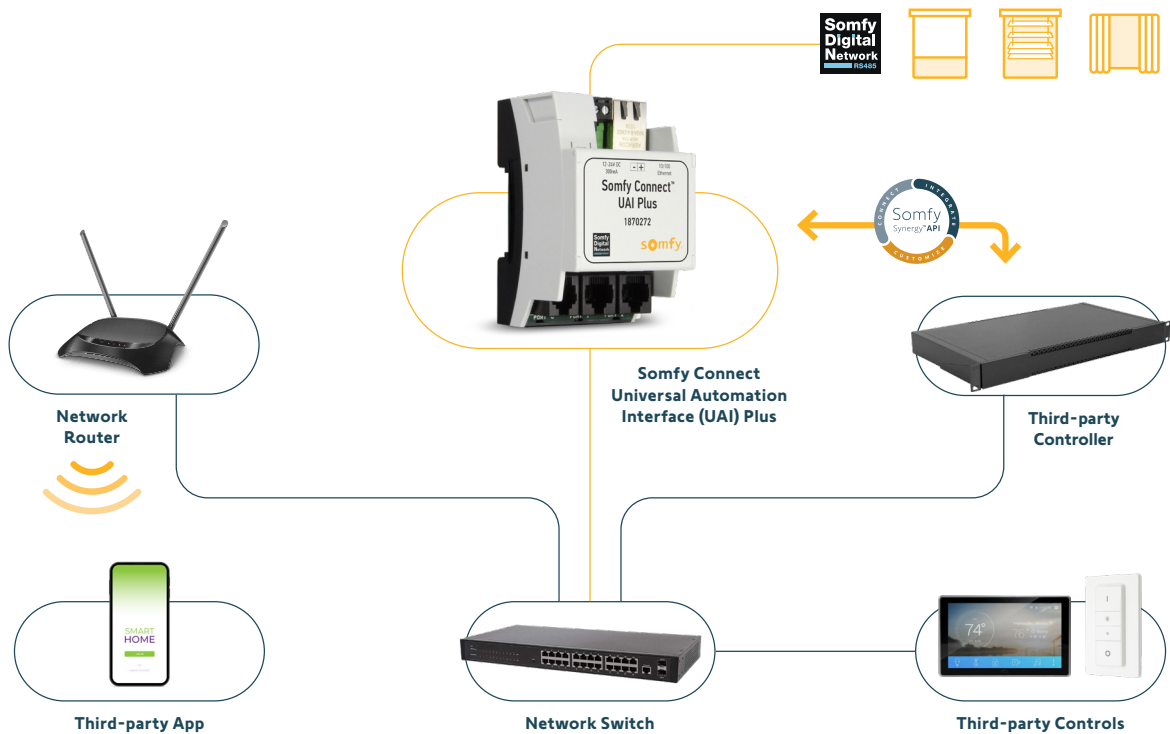 Somfy
Digital
Network
RS485
12-24V DC
300mA
- +
10/100
Ethernet
Somfy Connect™
UAI Plus
1870272
Somfy
Digital
Network
somfy
CONNECT
INTEGRATE
Somfy
Synergy™API
CUSTOMIZE
Network
Router
Somfy Connect
Universal Automation
Interface (UAI) Plus
Third-party
Controller
SMART
HOME
74°
Third-party App
Network Switch
Third-party Controls